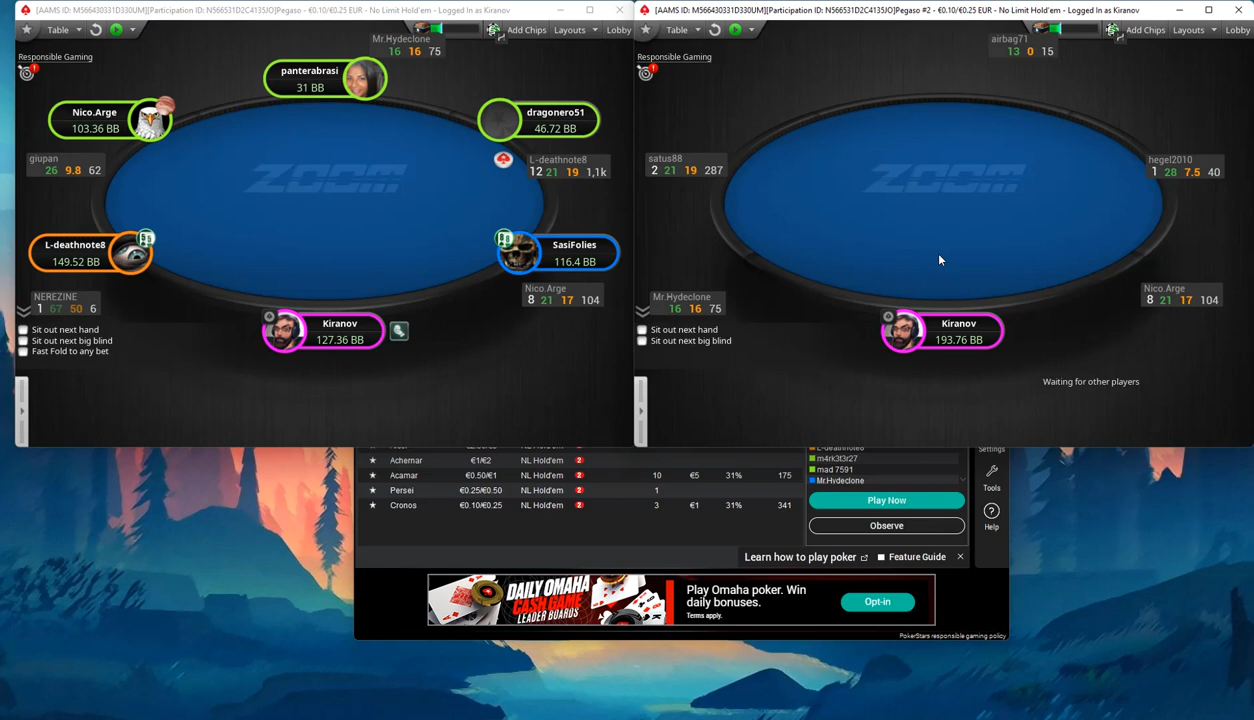 [AAMS ID: M566430331D330UM][Participation ID: N566531D2C4135JO]Pegaso - €0.10/€0.25 EUR - No Limit Hold'em - Logged In as Kiranov
Table
Add Chips
Layouts
Lobby
Mr.Hydeclone
16 16 75
Responsible Gaming
panterabrasi
31 BB
Nico.Arge
103.36 BB
dragonero51
46.72 BB
giupan
26 9.8 62
ZOOM
L-deathnote8
12 21 19 1,1k
L-deathnote8
149.52 BB
SasiFolies
116.4 BB
NEREZINE
1 67 50 6
Nico.Arge
8 21 17 104
Kiranov
127.36 BB
Sit out next hand
Sit out next big blind
Fast Fold to any bet
[AAMS ID: M566430331D330UM][Participation ID: N566531D2C4135JO]Pegaso #2 - €0.10/€0.25 EUR - No Limit Hold'em - Logged In as Kiranov
Table
Add Chips
Layouts
Lobby
airbag71
13 0 15
Responsible Gaming
satus88
2 21 19 287
ZOOM
hegel2010
1 28 7.5 40
Mr.Hydeclone
16 16 75
Nico.Arge
8 21 17 104
Kiranov
193.76 BB
Sit out next hand
Sit out next big blind
Waiting for other players
Achernar €1/€2 NL Hold'em 2
Acamar €0.50/€1 NL Hold'em 2 10 €5 31% 175
Persei €0.25/€0.50 NL Hold'em 2 1
Cronos €0.10/€0.25 NL Hold'em 2 3 €1 31% 341
m4rk3t3r27
mad 7591
Mr.Hydeclone
Play Now
Observe
Settings
Tools
Help
Learn how to play poker
Feature Guide
DAILY OMAHA
CASH GAME
LEADER BOARDS
Play Omaha poker. Win
daily bonuses.
Terms apply.
Opt-in
PokerStars responsible gaming policy